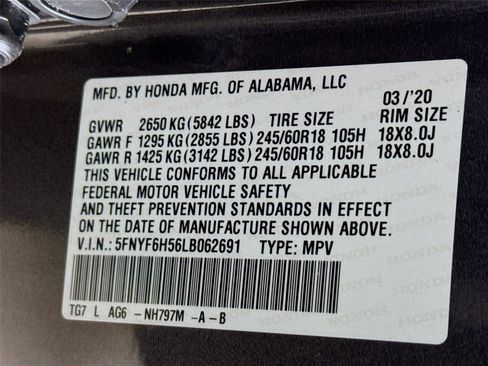 MFD. BY HONDA MFG. OF ALABAMA, LLC 03/'20
GVWR 2650 KG (5842 LBS) TIRE SIZE RIM SIZE
GAWR F 1295 KG (2855 LBS) 245/60R18 105H 18X8.0J
GAWR R 1425 KG (3142 LBS) 245/60R18 105H 18X8.0J
THIS VEHICLE CONFORMS TO ALL APPLICABLE
FEDERAL MOTOR VEHICLE SAFETY
AND THEFT PREVENTION STANDARDS IN EFFECT
ON THE DATE OF MANUFACTURE SHOWN ABOVE.
V.I.N.: 5FNYF6H56LB062691 TYPE: MPV
TG7 L AG6 -NH797M -A-B